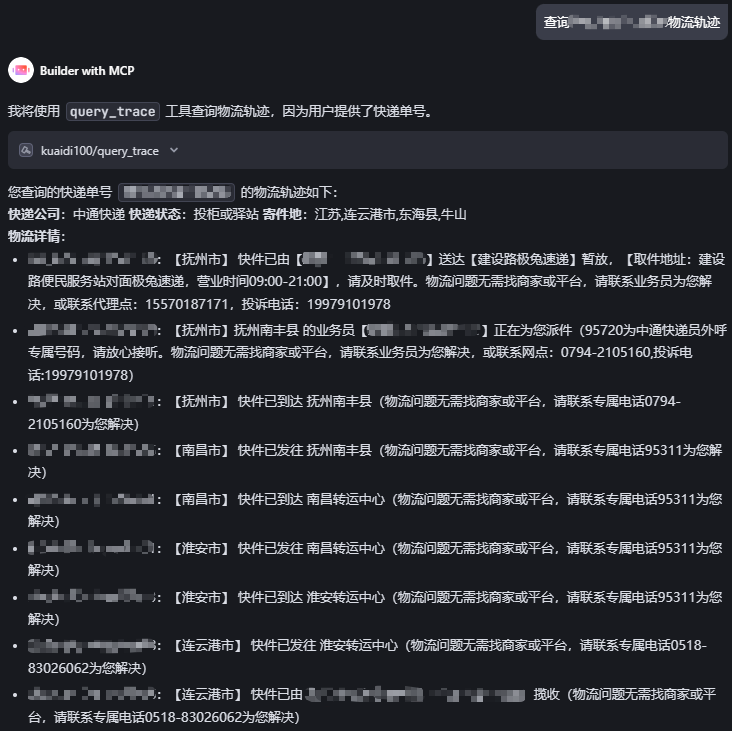 查询物流轨迹
Builder with MCP
我将使用 query_trace 工具查询物流轨迹，因为用户提供了快递单号。
kuaidi100/query_trace
您查询的快递单号 的物流轨迹如下：
快递公司：中通快递 快递状态：投柜或驿站 寄件地：江苏,连云港市,东海县,牛山
物流详情：
：【抚州市】 快件已由【】送达【建设路极兔速递】暂放，【取件地址：建设
路便民服务站对面极兔速递，营业时间09:00-21:00】，请及时取件。物流问题无需找商家或平台，请联系业务员为您解
决，或联系代理点：15570187171，投诉电话：19979101978
：【抚州市】抚州南丰县 的业务员【】正在为您派件（95720为中通快递员外呼
专属号码，请放心接听。物流问题无需找商家或平台，请联系业务员为您解决，或联系网点：0794-2105160,投诉电
话:19979101978）
：【抚州市】 快件已到达 抚州南丰县（物流问题无需找商家或平台，请联系专属电话0794-
2105160为您解决）
：【南昌市】 快件已发往 抚州南丰县（物流问题无需找商家或平台，请联系专属电话95311为您解
决）
：【南昌市】 快件已到达 南昌转运中心（物流问题无需找商家或平台，请联系专属电话95311为您
解决）
：【淮安市】 快件已发往 南昌转运中心（物流问题无需找商家或平台，请联系专属电话95311为您
解决）
：【淮安市】 快件已到达 淮安转运中心（物流问题无需找商家或平台，请联系专属电话95311为您
解决）
：【连云港市】 快件已发往 淮安转运中心（物流问题无需找商家或平台，请联系专属电话0518-
83026062为您解决）
：【连云港市】 快件已由 揽收（物流问题无需找商家或平
台，请联系专属电话0518-83026062为您解决）